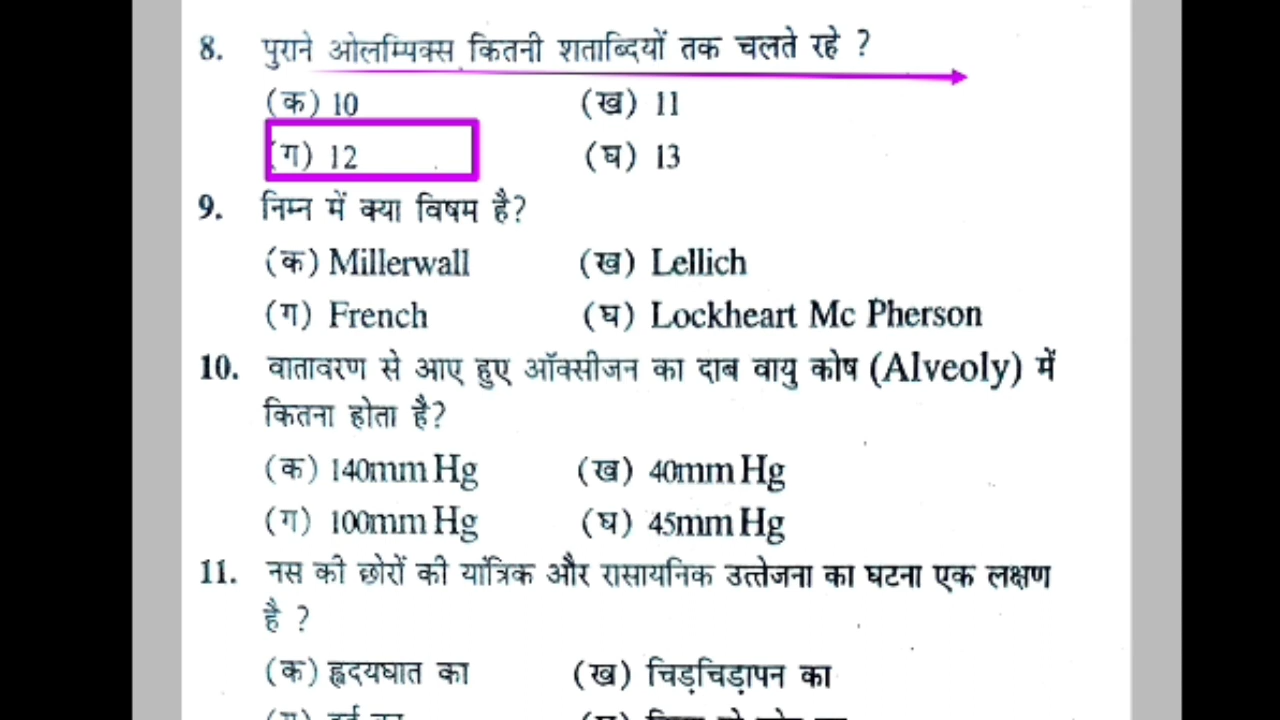 8. पुराने ओलम्पिक्स कितनी शताब्दियों तक चलते रहे ?
(क) 10 (ख) 11
(ग) 12 (घ) 13
9. निम्न में क्या विषम है?
(क) Millerwall (ख) Lellich
(ग) French (घ) Lockheart Mc Pherson
10. वातावरण से आए हुए ऑक्सीजन का दाब वायु कोष (Alveoly) में
कितना होता है?
(क) 140mm Hg (ख) 40mm Hg
(ग) 100mm Hg (घ) 45mm Hg
11. नस की छोरों की यांत्रिक और रासायनिक उत्तेजना का घटना एक लक्षण
है ?
(क) हृदयघात का (ख) चिड़चिड़ापन का